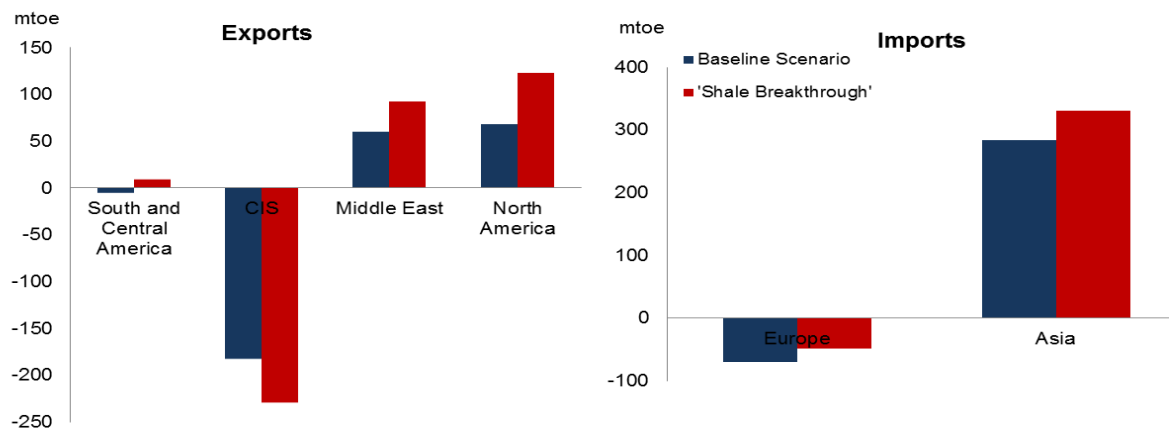 mtoe
Exports
150
100
50
0
-50
-100
-150
-200
-250
South and
Central
America
CIS
Middle East
North
America
mtoe
Imports
Baseline Scenario
'Shale Breakthrough'
400
300
200
100
0
-100
Europe
Asia